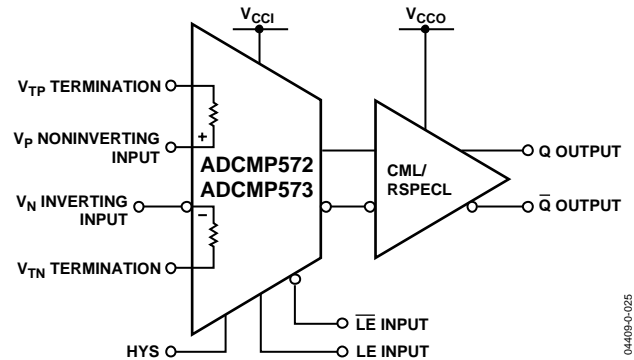 VCCI
VCCO
VTP TERMINATION
VP NONINVERTING
INPUT
+
ADCMP572
ADCMP573
CML/
RSPECL
Q OUTPUT
VN INVERTING
INPUT
–
Q̅ OUTPUT
VTN TERMINATION
L̅E̅ INPUT
HYS
LE INPUT
04409-0-025